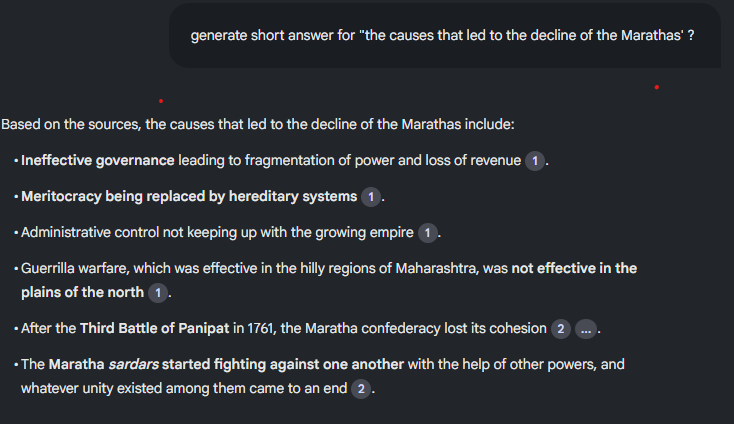 generate short answer for "the causes that led to the decline of the Marathas' ?
Based on the sources, the causes that led to the decline of the Marathas include:
• Ineffective governance leading to fragmentation of power and loss of revenue 1 .
• Meritocracy being replaced by hereditary systems 1 .
• Administrative control not keeping up with the growing empire 1 .
• Guerrilla warfare, which was effective in the hilly regions of Maharashtra, was not effective in the
plains of the north 1 .
• After the Third Battle of Panipat in 1761, the Maratha confederacy lost its cohesion 2 ... .
• The Maratha sardars started fighting against one another with the help of other powers, and
whatever unity existed among them came to an end 2 .